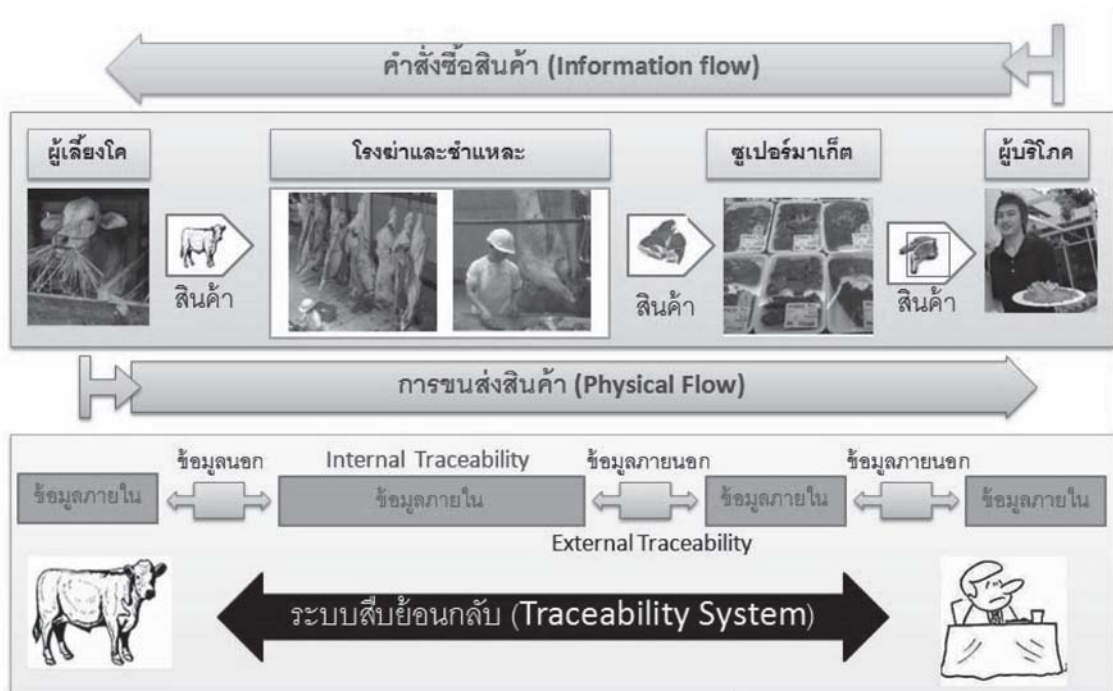 คำสั่งซื้อสินค้า (Information flow)
ผู้เลี้ยงโค
โรงฆ่าและชำแหละ
ซูเปอร์มาเก็ต
ผู้บริโภค
สินค้า
สินค้า
สินค้า
การขนส่งสินค้า (Physical Flow)
ข้อมูลนอก
Internal Traceability
ข้อมูลภายนอก
ข้อมูลภายนอก
ข้อมูลภายใน
ข้อมูลภายใน
ข้อมูลภายใน
ข้อมูลภายใน
External Traceability
ระบบสืบย้อนกลับ (Traceability System)